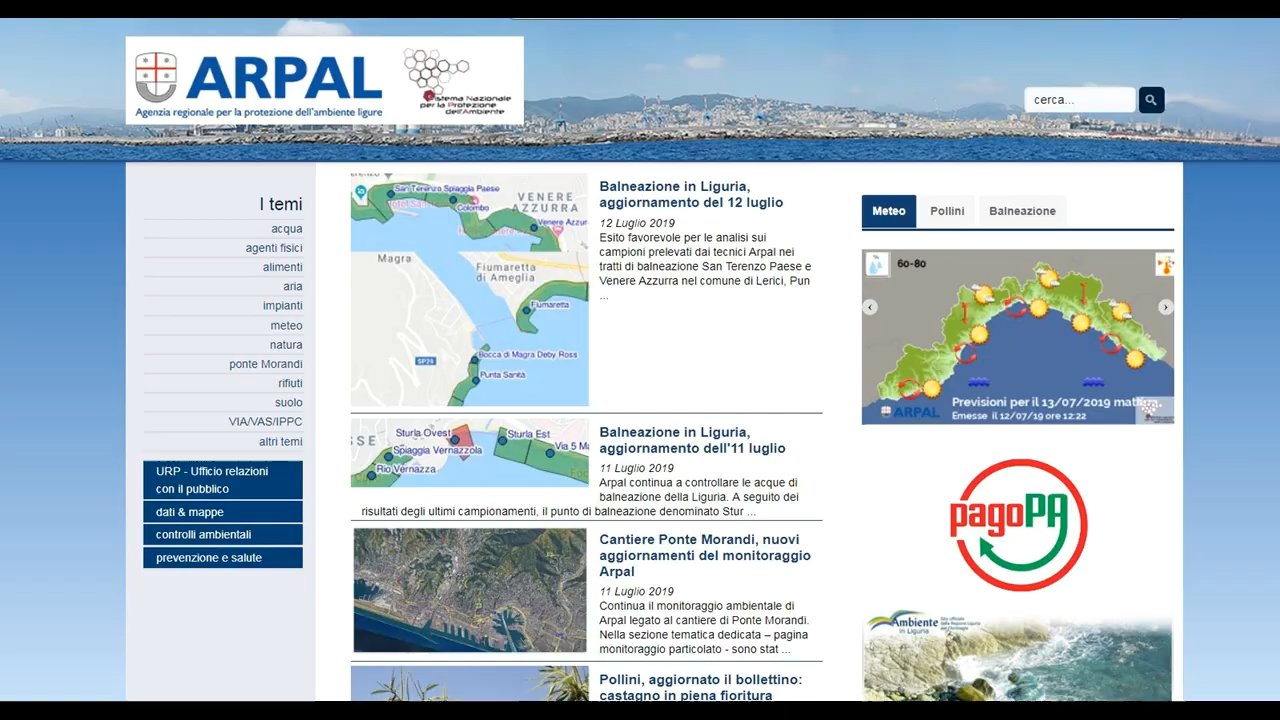 ARPAL
Agenzia regionale per la protezione dell'ambiente ligure
Sistema Nazionale
per la Protezione
dell'Ambiente
cerca...
I temi
acqua
agenti fisici
alimenti
aria
impianti
meteo
natura
ponte Morandi
rifiuti
suolo
VIA/VAS/IPPC
altri temi
URP - Ufficio relazioni
con il pubblico
dati & mappe
controlli ambientali
prevenzione e salute
San Terenzo Spiaggia Paese
Colombo
VENERE
AZZURRA
Venere Azzurra
Magra
Fiumaretta
di Ameglia
Fiumaretta
SP29
Bocca di Magra Deby Ross
Punta Sanità
Balneazione in Liguria,
aggiornamento del 12 luglio
12 Luglio 2019
Esito favorevole per le analisi sui
campioni prelevati dai tecnici Arpal nei
tratti di balneazione San Terenzo Paese e
Venere Azzurra nel comune di Lerici, Pun
...
Sturla Ovest
Sturla Est
Spiaggia Vernazzola
Via 5 Ma
Rio Vernazza
Balneazione in Liguria,
aggiornamento dell'11 luglio
11 Luglio 2019
Arpal continua a controllare le acque di
balneazione della Liguria. A seguito dei
risultati degli ultimi campionamenti, il punto di balneazione denominato Stur ...
Cantiere Ponte Morandi, nuovi
aggiornamenti del monitoraggio
Arpal
11 Luglio 2019
Continua il monitoraggio ambientale di
Arpal legato al cantiere di Ponte Morandi.
Nella sezione tematica dedicata – pagina
monitoraggio particolato - sono stat ...
Pollini, aggiornato il bollettino:
castagno in piena fioritura
Meteo
Pollini
Balneazione
60-80
ARPAL
Previsioni per il 13/07/2019 mattina
Emesse il 12/07/19 ore 12:22
pagoPA
Ambiente
in Liguria